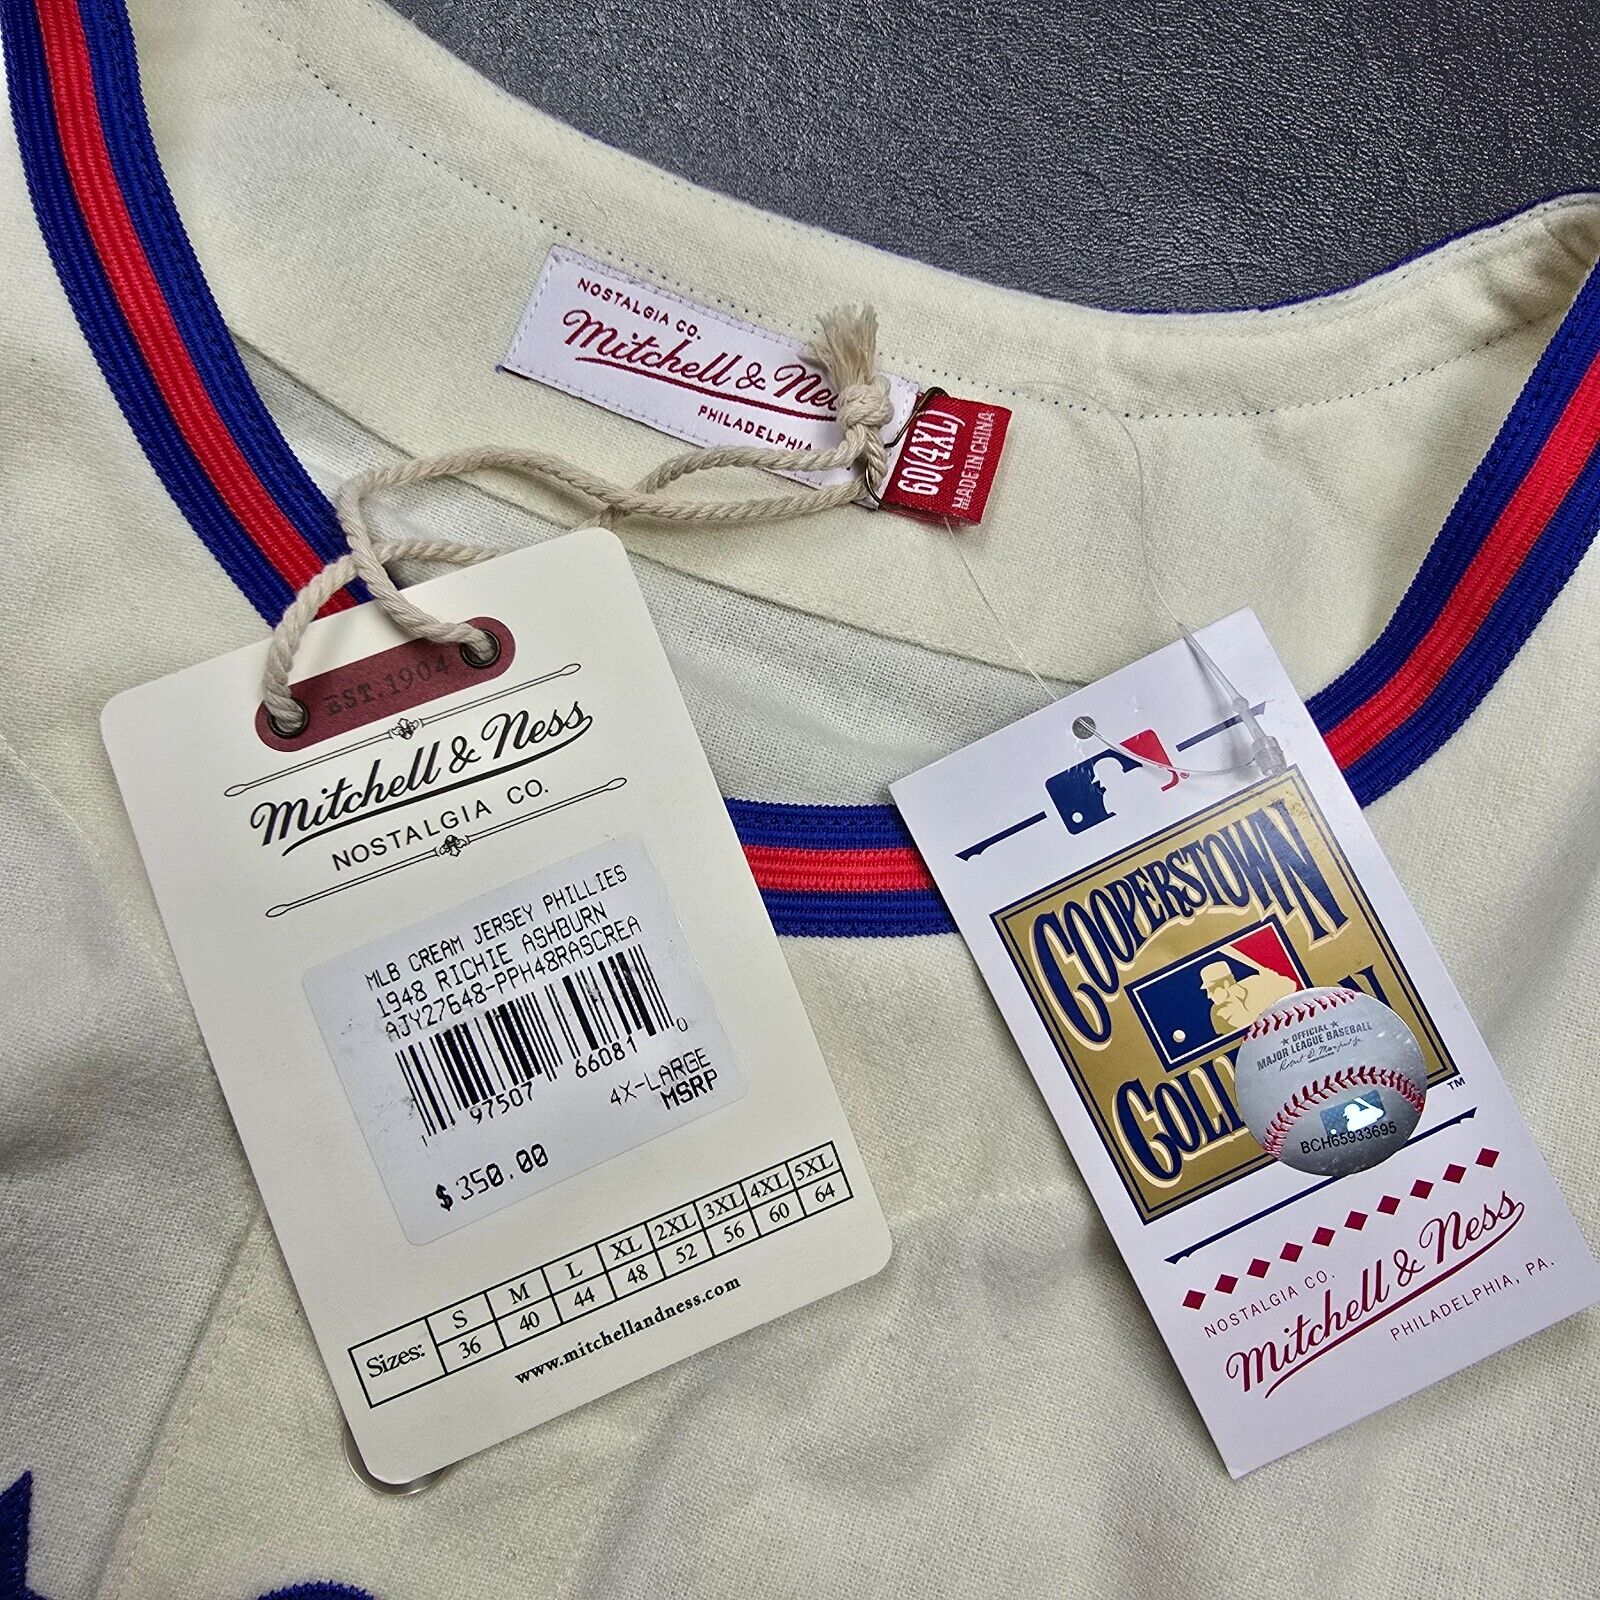 NOSTALGIA CO.
Mitchell &
PHILADELPHIA
60(4XL)
MADE IN CHINA
EST. 1904
Mitchell & Ness
NOSTALGIA CO.
MLB CREAM JERSEY PHILLIES
1948 RICHIE ASHBURN
AJY27648-PPH48RASCREA
1 97507 66081 0
4X-LARGE
MSRP
$350.00
Sizes: S M L XL 2XL 3XL 4XL 5XL
36 40 44 48 52 56 60 64
www.mitchellandness.com
COOPERSTOWN
OFFICIAL
MAJOR LEAGUE BASEBALL
BCH65933695
TM
NOSTALGIA CO.
Mitchell & Ness
PHILADELPHIA, PA.